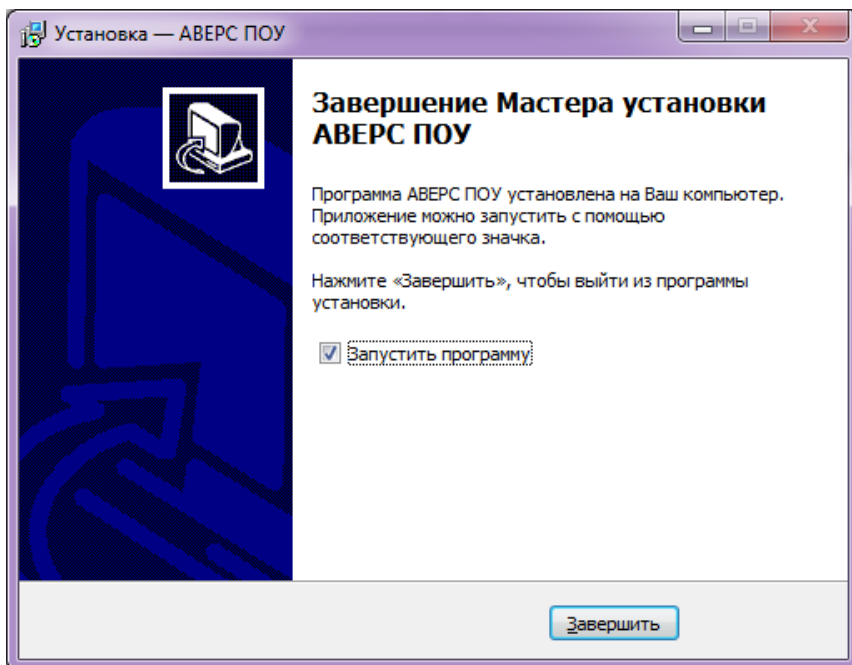 Установка — АВЕРС ПОУ
Завершение Мастера установки
АВЕРС ПОУ
Программа АВЕРС ПОУ установлена на Ваш компьютер.
Приложение можно запустить с помощью
соответствующего значка.
Нажмите «Завершить», чтобы выйти из программы
установки.
Запустить программу
Завершить